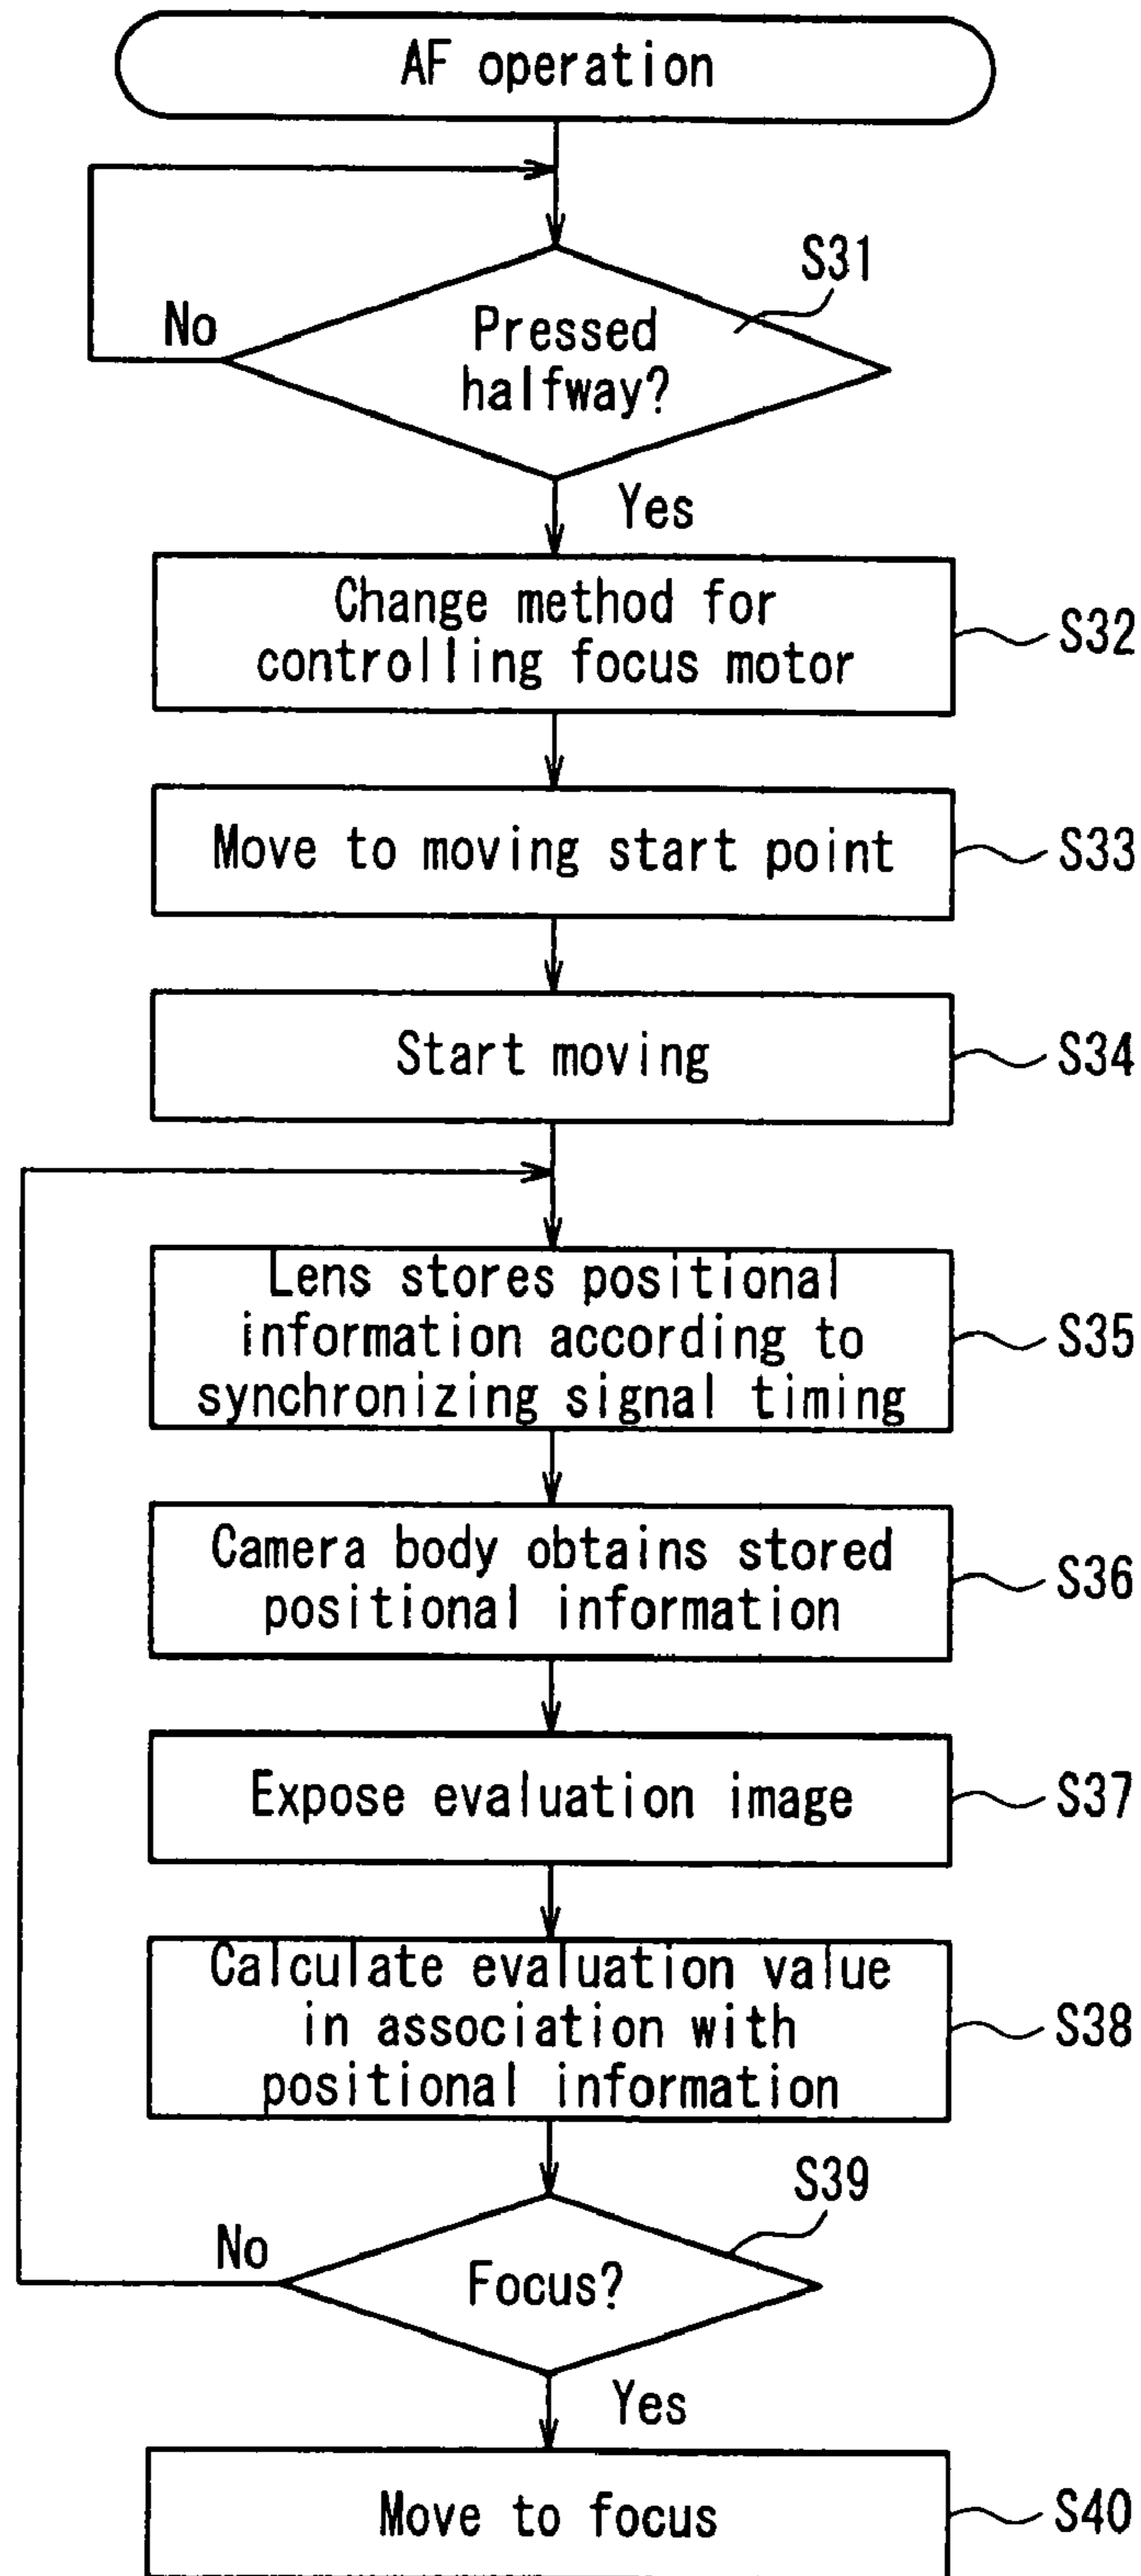 AF operation
S31
No
Pressed
halfway?
Yes
Change method for
controlling focus motor
S32
Move to moving start point
S33
Start moving
S34
Lens stores positional
information according to
synchronizing signal timing
S35
Camera body obtains stored
positional information
S36
Expose evaluation image
S37
Calculate evaluation value
in association with
positional information
S38
S39
No
Focus?
Yes
Move to focus
S40